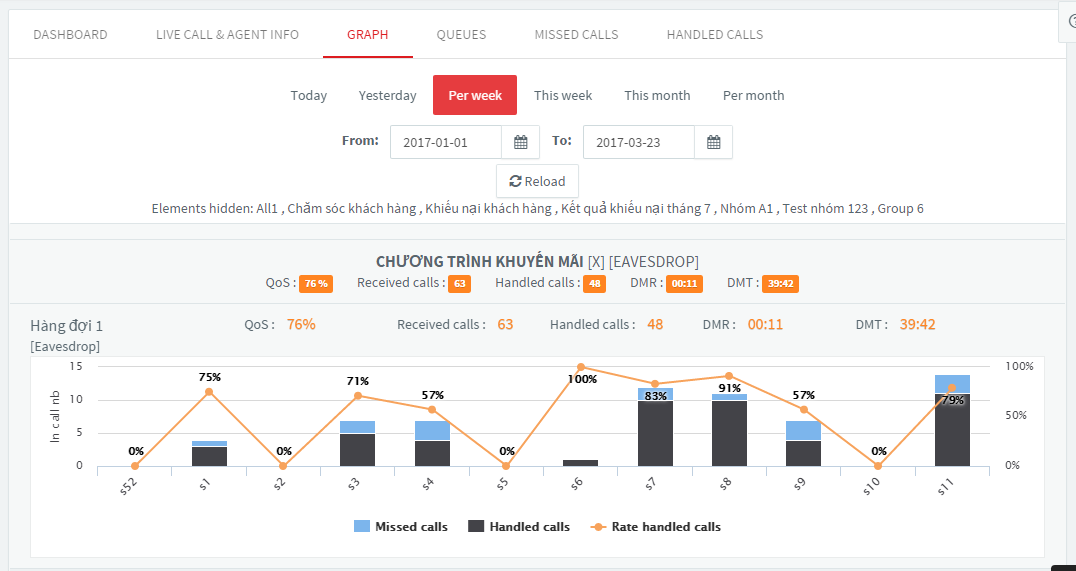 DASHBOARD LIVE CALL & AGENT INFO GRAPH QUEUES MISSED CALLS HANDLED CALLS
Today Yesterday Per week This week This month Per month
From: 2017-01-01 To: 2017-03-23
Reload
Elements hidden: All1 , Chăm sóc khách hàng , Khiếu nại khách hàng , Kết quả khiếu nại tháng 7 , Nhóm A1 , Test nhóm 123 , Group 6
CHƯƠNG TRÌNH KHUYẾN MÃI [X] [EAVESDROP]
QoS : 76 % Received calls : 63 Handled calls : 48 DMR : 00:11 DMT : 39:42
Hàng đợi 1 QoS : 76% Received calls : 63 Handled calls : 48 DMR : 00:11 DMT : 39:42
[Eavesdrop]
In call nb
15
10
5
0
0% 75% 0% 71% 57% 0% 100% 83% 91% 57% 0% 79%
100%
50%
0%
s52 s1 s2 s3 s4 s5 s6 s7 s8 s9 s10 s11
Missed calls Handled calls Rate handled calls